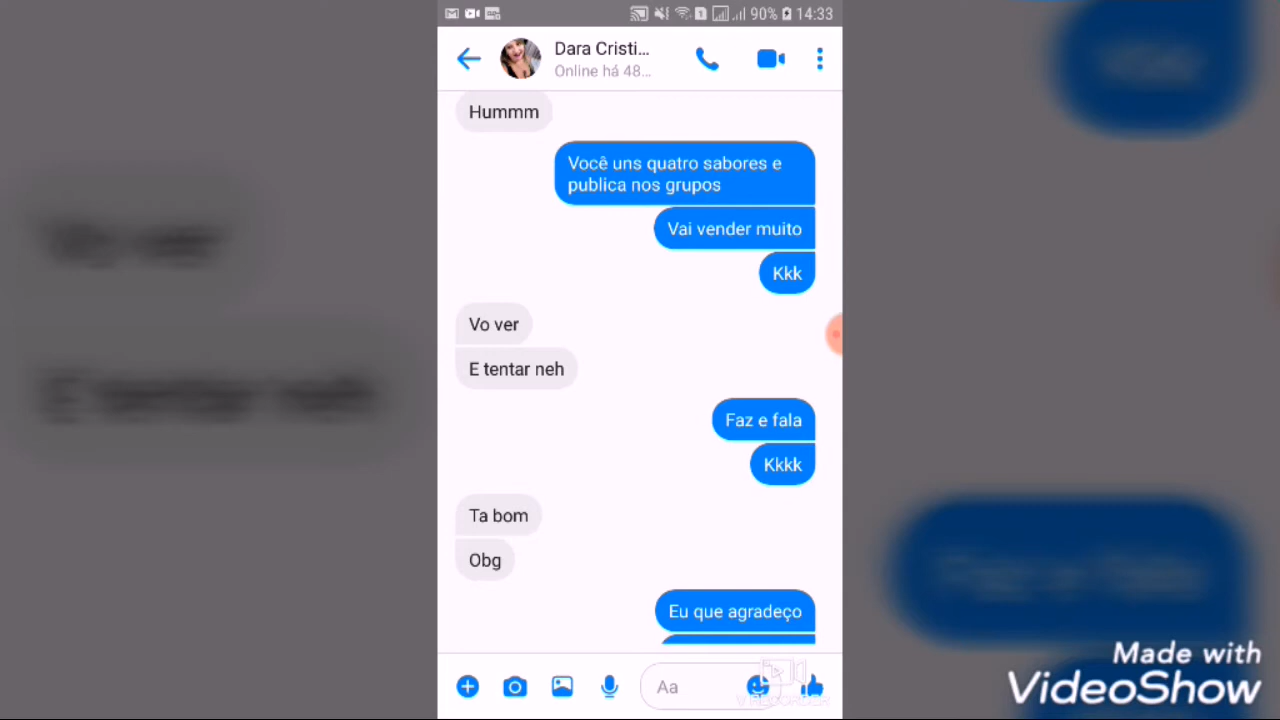 90% 14:33
Dara Cristi...
Online há 48...
Hummm
Você uns quatro sabores e
publica nos grupos
Vai vender muito
Kkk
Vo ver
E tentar neh
Faz e fala
Kkkk
Ta bom
Obg
Eu que agradeço
Aa
Made with
VideoShow